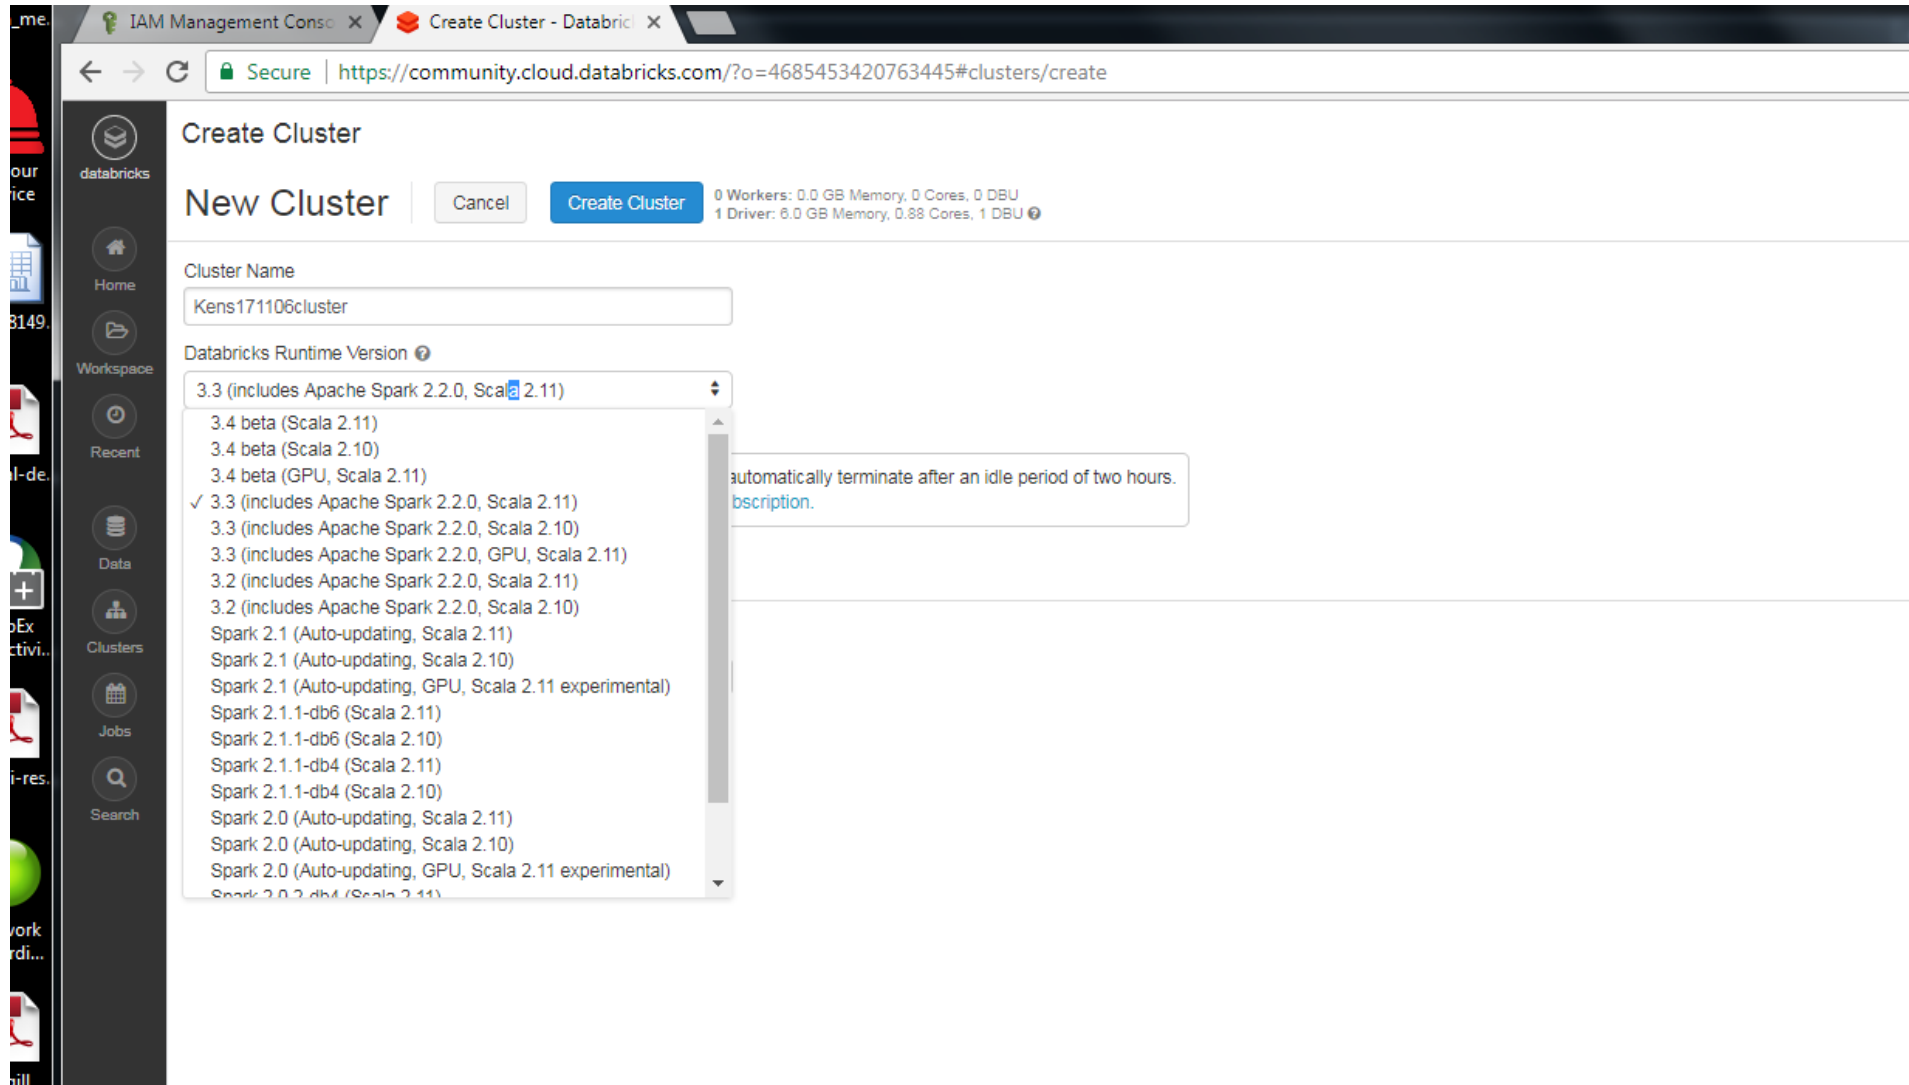 _me.
IAM Management Conso
Create Cluster - Databric
Secure
https://community.cloud.databricks.com/?o=4685453420763445#clusters/create
our
ice
8149.
l-de.
oEx
ctivi..
i-res.
work
rdi...
databricks
Home
Workspace
Recent
Data
Clusters
Jobs
Search
Create Cluster
New Cluster
Cancel
Create Cluster
0 Workers: 0.0 GB Memory, 0 Cores, 0 DBU
1 Driver: 6.0 GB Memory, 0.88 Cores, 1 DBU
Cluster Name
Kens171106cluster
Databricks Runtime Version
3.3 (includes Apache Spark 2.2.0, Scala 2.11)
3.4 beta (Scala 2.11)
3.4 beta (Scala 2.10)
3.4 beta (GPU, Scala 2.11)
✓ 3.3 (includes Apache Spark 2.2.0, Scala 2.11)
3.3 (includes Apache Spark 2.2.0, Scala 2.10)
3.3 (includes Apache Spark 2.2.0, GPU, Scala 2.11)
3.2 (includes Apache Spark 2.2.0, Scala 2.11)
3.2 (includes Apache Spark 2.2.0, Scala 2.10)
Spark 2.1 (Auto-updating, Scala 2.11)
Spark 2.1 (Auto-updating, Scala 2.10)
Spark 2.1 (Auto-updating, GPU, Scala 2.11 experimental)
Spark 2.1.1-db6 (Scala 2.11)
Spark 2.1.1-db6 (Scala 2.10)
Spark 2.1.1-db4 (Scala 2.11)
Spark 2.1.1-db4 (Scala 2.10)
Spark 2.0 (Auto-updating, Scala 2.11)
Spark 2.0 (Auto-updating, Scala 2.10)
Spark 2.0 (Auto-updating, GPU, Scala 2.11 experimental)
Spark 2.0.2-db4 (Scala 2.11)
automatically terminate after an idle period of two hours.
bscription.